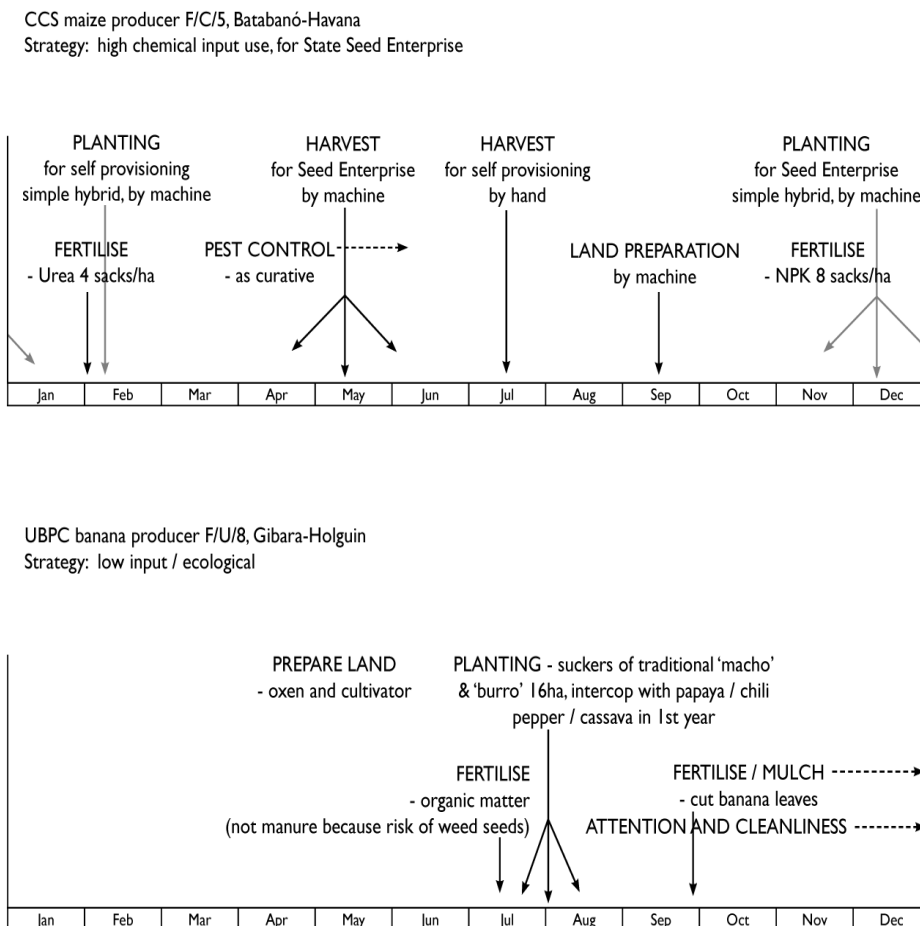 CCS maize producer F/C/5, Batabanó-Havana
Strategy: high chemical input use, for State Seed Enterprise
PLANTING
for self provisioning
simple hybrid, by machine
HARVEST
for Seed Enterprise
by machine
HARVEST
for self provisioning
by hand
PLANTING
for Seed Enterprise
simple hybrid, by machine
FERTILISE
- Urea 4 sacks/ha
PEST CONTROL
- as curative
LAND PREPARATION
by machine
FERTILISE
- NPK 8 sacks/ha
Jan Feb Mar Apr May Jun Jul Aug Sep Oct Nov Dec
UBPC banana producer F/U/8, Gibara-Holguin
Strategy: low input / ecological
PREPARE LAND
- oxen and cultivator
PLANTING - suckers of traditional ‘macho’
& ‘burro’ 16ha, intercop with papaya / chili
pepper / cassava in 1st year
FERTILISE
- organic matter
(not manure because risk of weed seeds)
FERTILISE / MULCH
- cut banana leaves
ATTENTION AND CLEANLINESS
Jan Feb Mar Apr May Jun Jul Aug Sep Oct Nov Dec